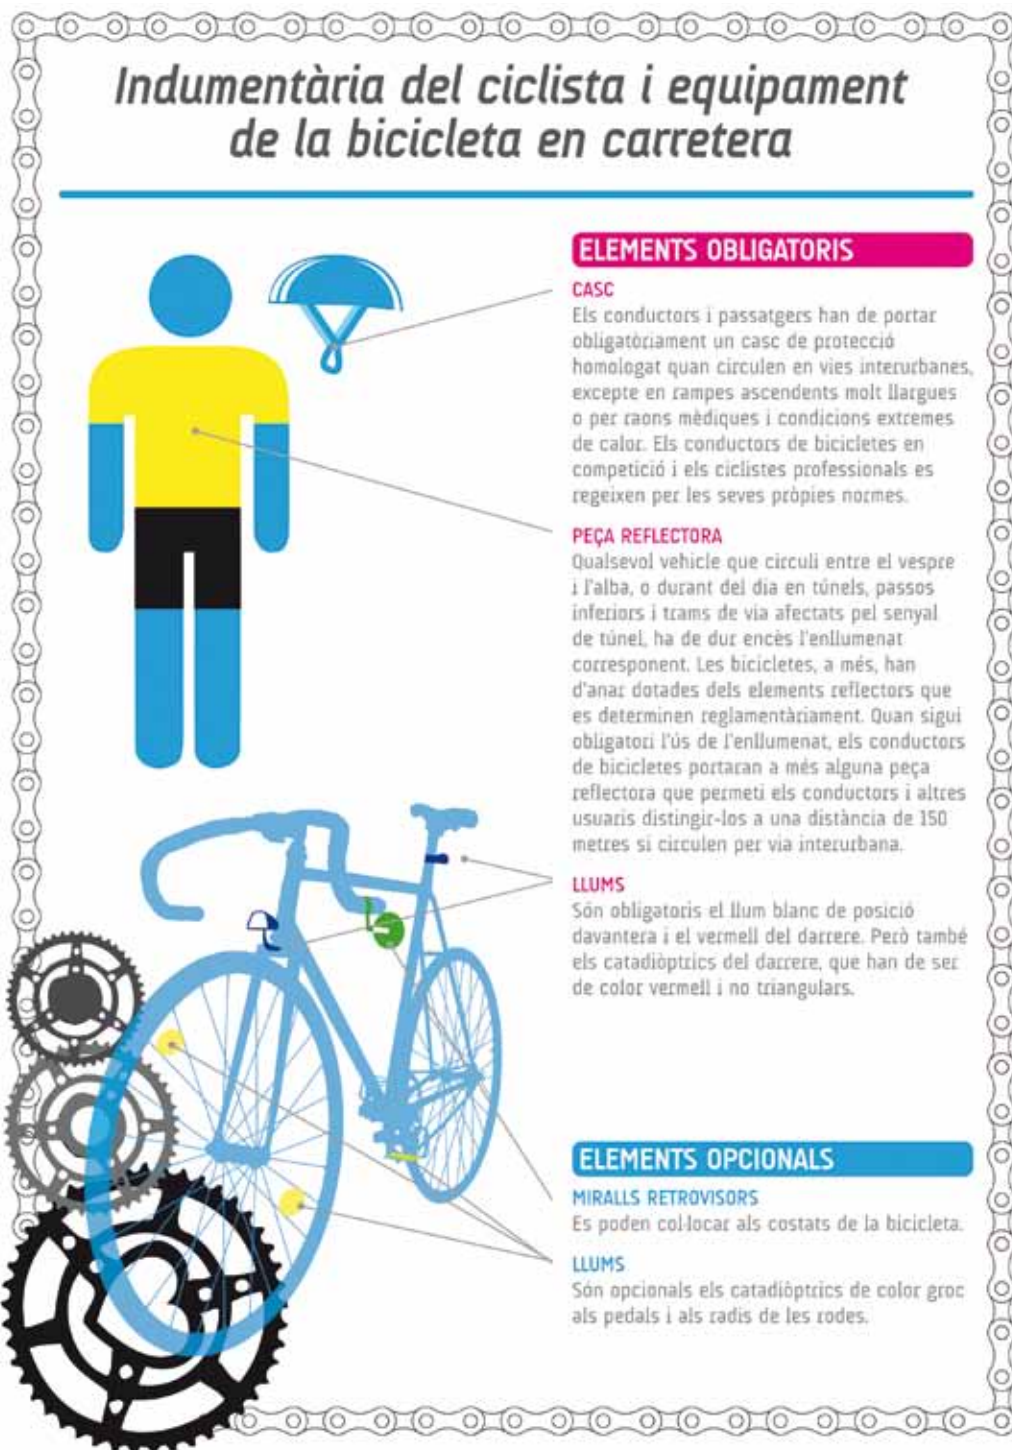 Indumentària del ciclista i equipament
de la bicicleta en carretera
ELEMENTS OBLIGATORIS
CASC
Els conductors i passatgers han de portar
obligatòriament un casc de protecció
homologat quan circulen en vies interurbanes,
excepte en rampes ascendents molt llargues
o per raons mèdiques i condicions extremes
de calor. Els conductors de bicicletes en
competició i els ciclistes professionals es
regeixen per les seves pròpies normes.
PEÇA REFLECTORA
Qualsevol vehicle que circuli entre el vespre
i l'alba, o durant del dia en túnels, passos
inferiors i trams de via afectats pel senyal
de túnel, ha de dur encès l'enllumenat
corresponent. Les bicicletes, a més, han
d'anar dotades dels elements reflectors que
es determinen reglamentàriament. Quan sigui
obligatori l'ús de l'enllumenat, els conductors
de bicicletes portaran a més alguna peça
reflectora que permeti els conductors i altres
usuaris distingir-los a una distància de 150
metres si circulen per via interurbana.
LLUMS
Són obligatoris el llum blanc de posició
davantera i el vermell del darrere. Però també
els catadiòptrics del darrere, que han de ser
de color vermell i no triangulars.
ELEMENTS OPCIONALS
MIRALLS RETROVISORS
Es poden col·locar als costats de la bicicleta.
LLUMS
Són opcionals els catadiòptrics de color groc
als pedals i als radis de les rodes.